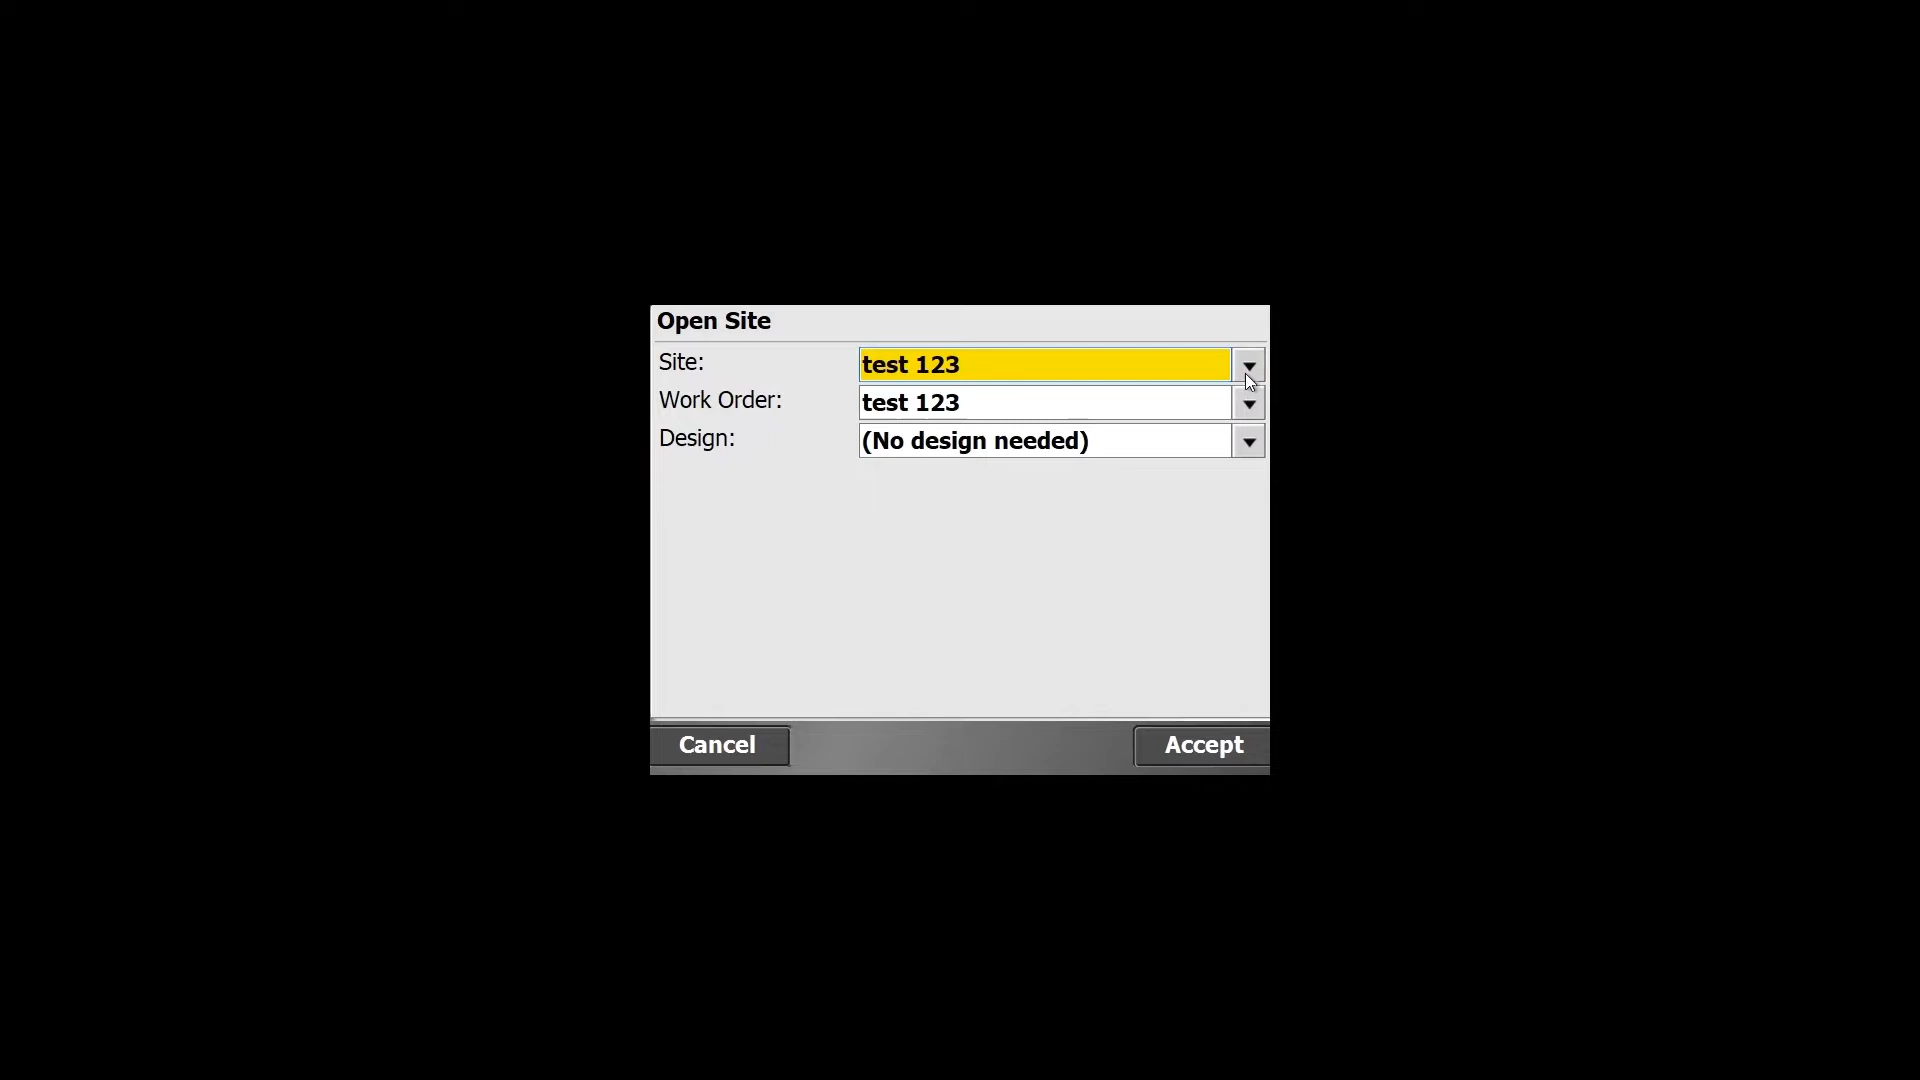 Open Site
Site: test 123
Work Order: test 123
Design: (No design needed)
Cancel Accept